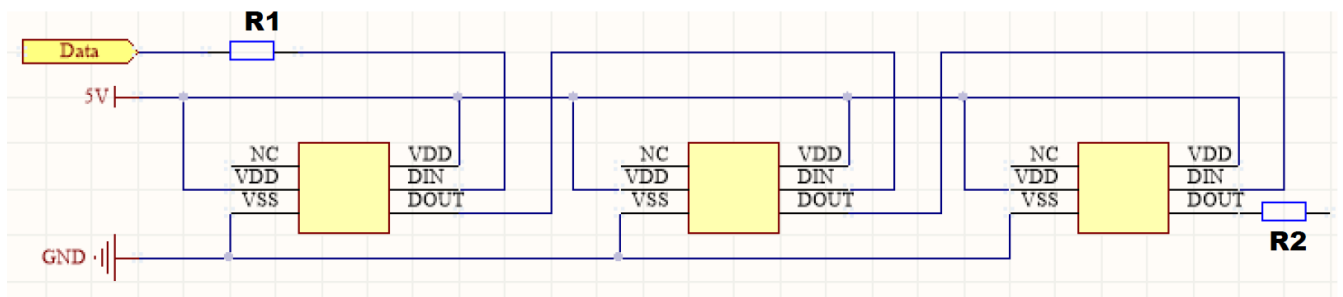 R1
Data
5V
NC VDD NC VDD NC VDD
VDD DIN VDD DIN VDD DIN
VSS DOUT VSS DOUT VSS DOUT
R2
GND